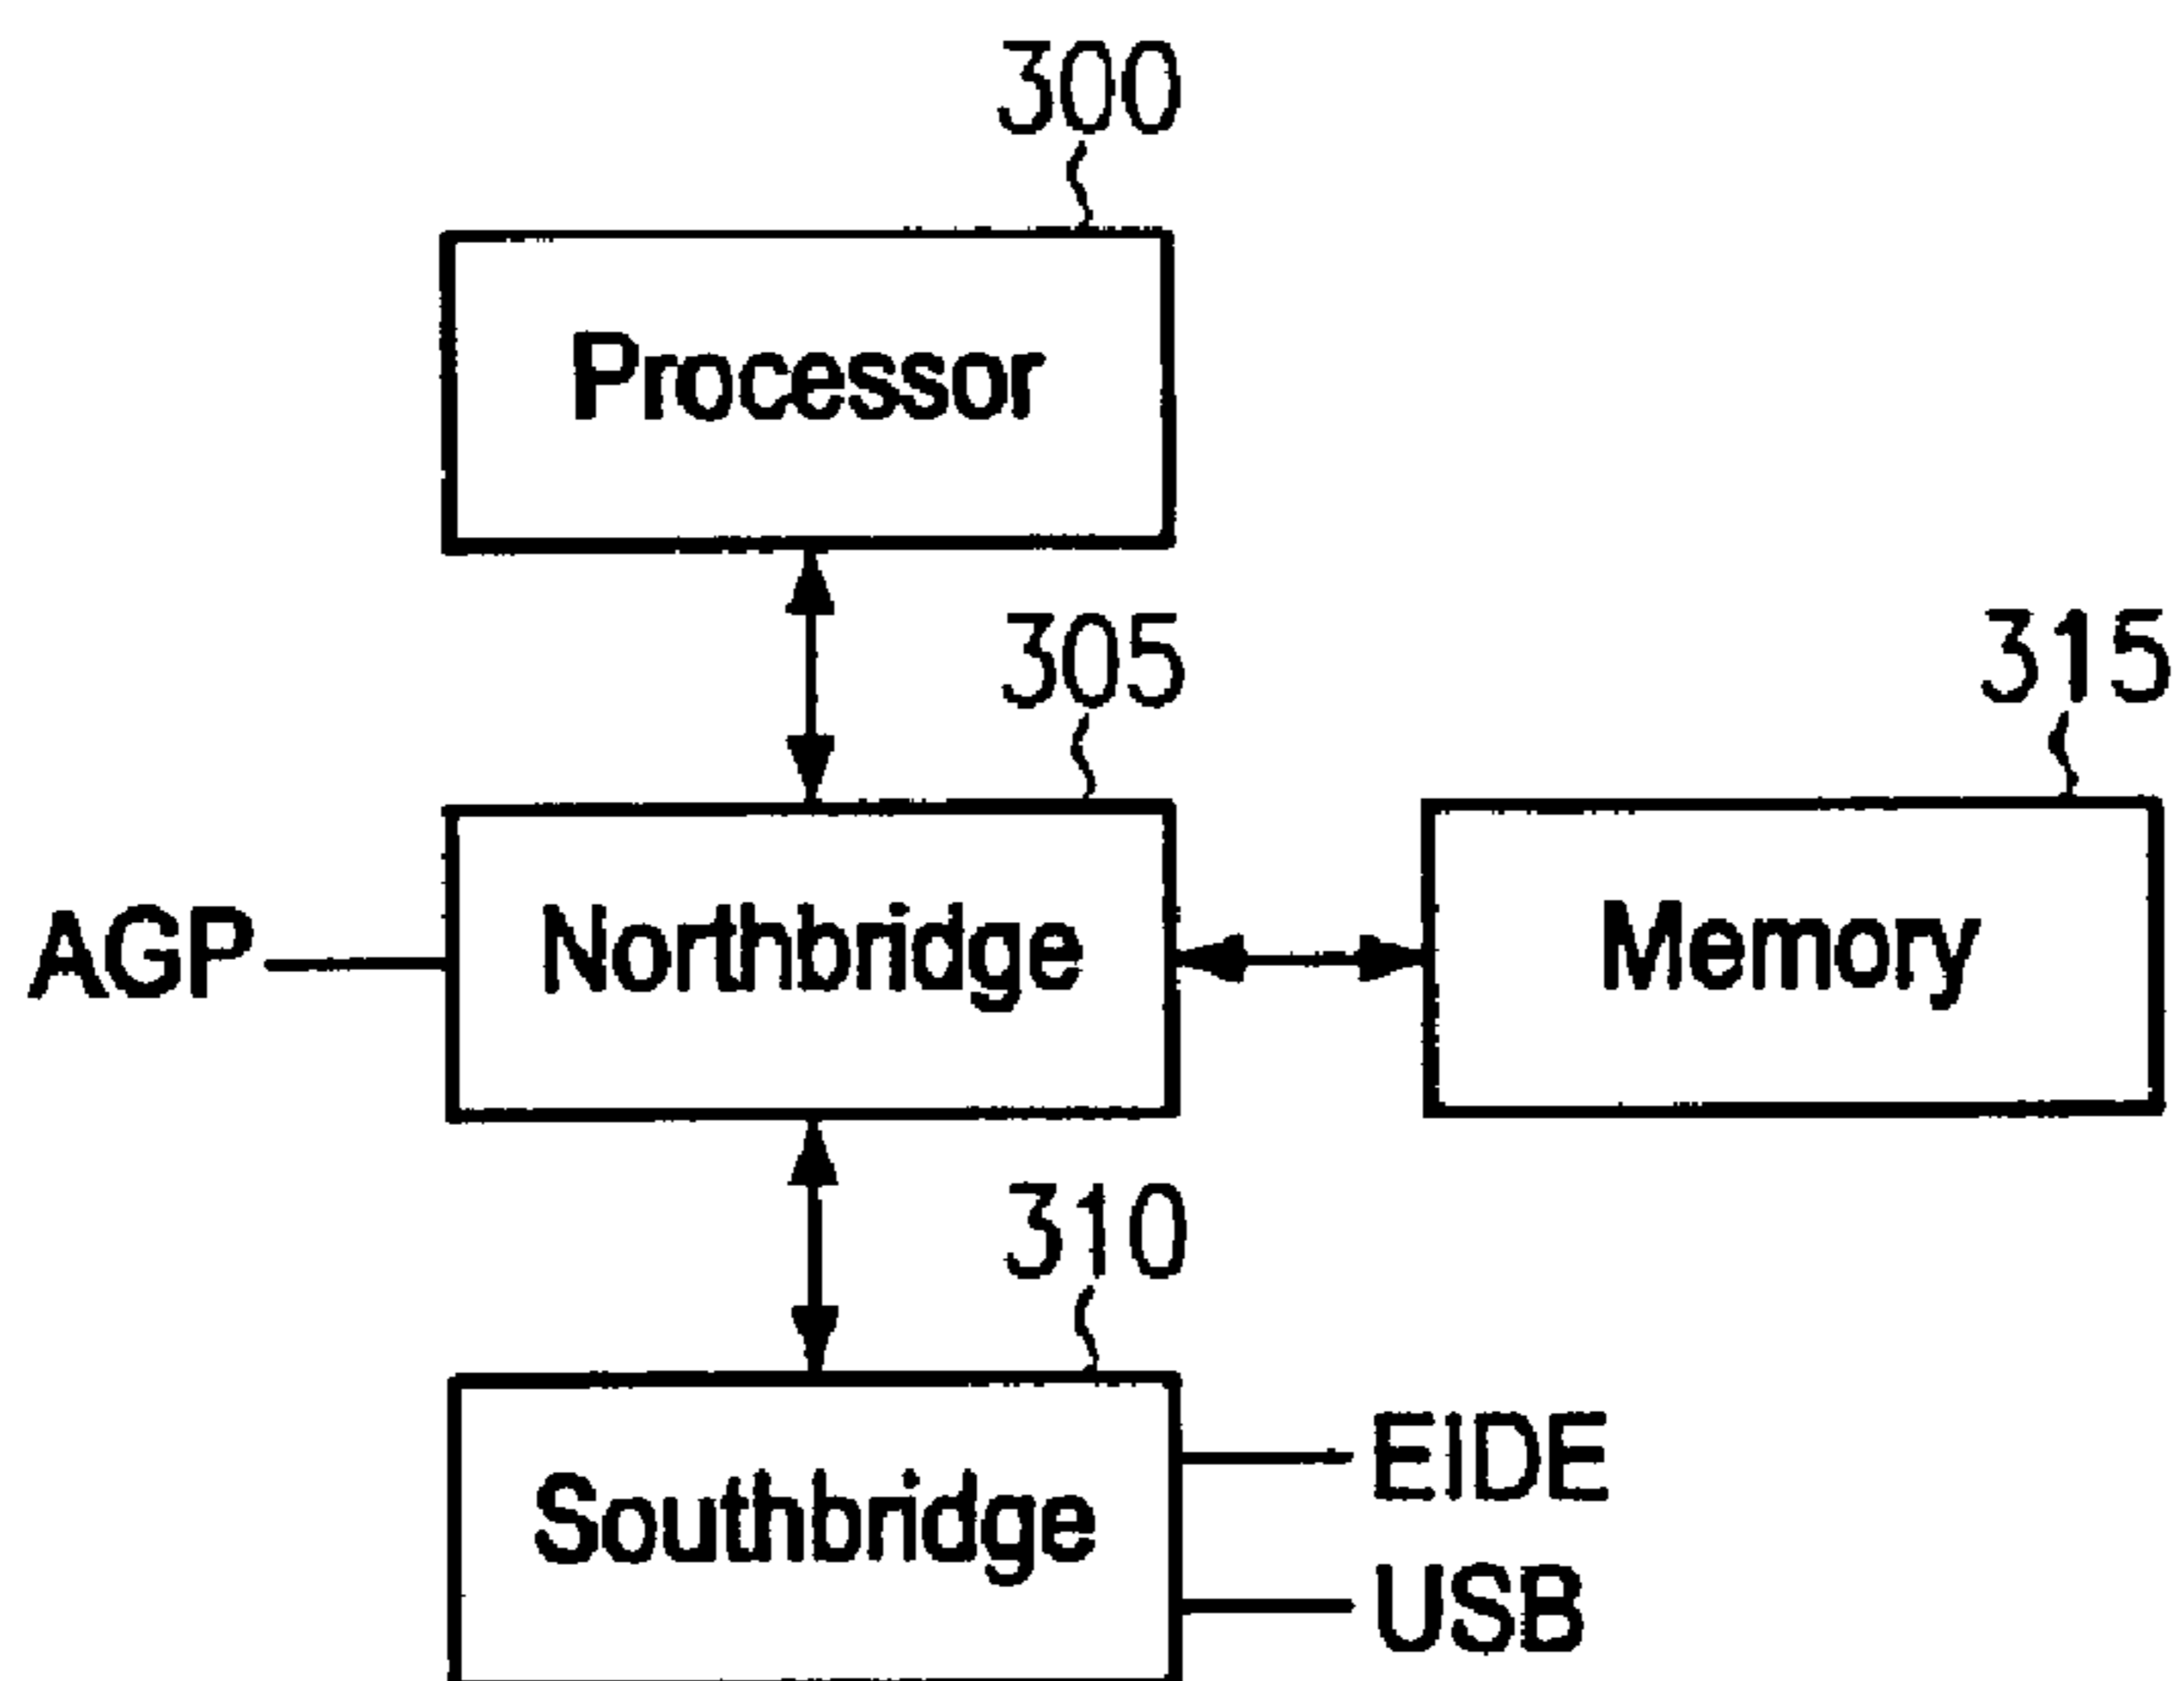 300
Processor
305
315
AGP
Northbridge
Memory
310
Southbridge
EIDE
USB